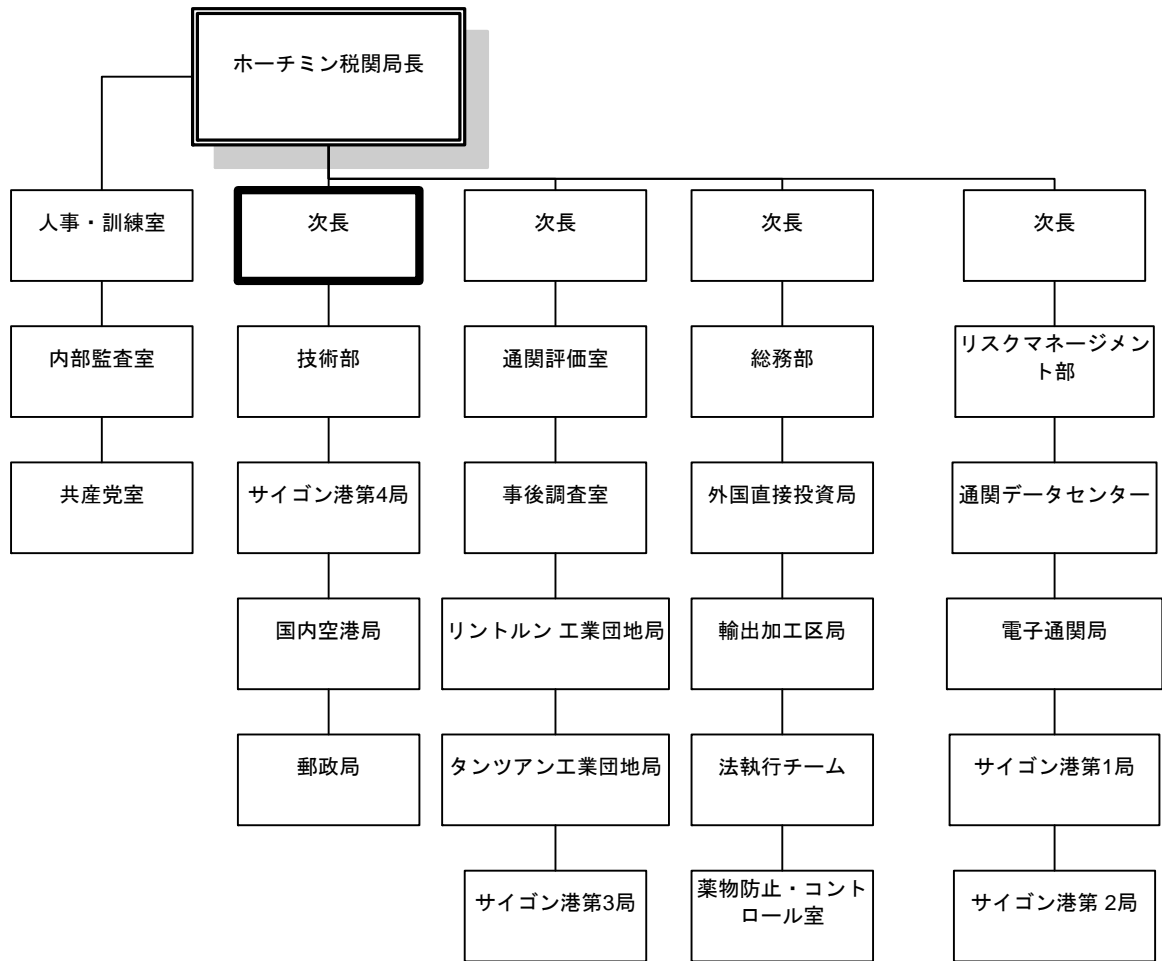 ホーチミン税関局長
人事・訓練室
次長
次長
次長
次長
内部監査室
技術部
通関評価室
総務部
リスクマネージメン
ト部
共産党室
サイゴン港第4局
事後調査室
外国直接投資局
通関データセンター
国内空港局
リントルン 工業団地局
輸出加工区局
電子通関局
郵政局
タンツアン工業団地局
法執行チーム
サイゴン港第1局
サイゴン港第3局
薬物防止・コント
ロール室
サイゴン港第 2局